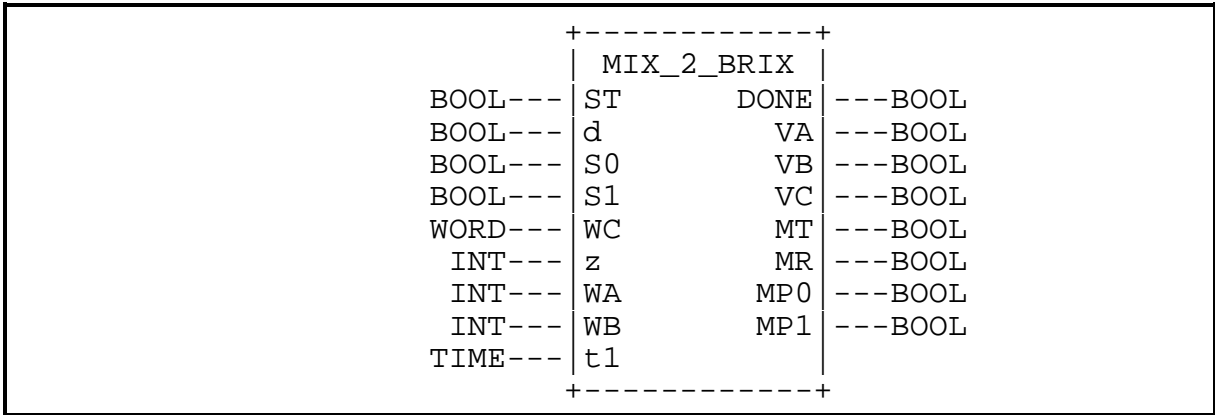 +------------+
| MIX_2_BRIX |
BOOL---|ST DONE|---BOOL
BOOL---|d VA|---BOOL
BOOL---|S0 VB|---BOOL
BOOL---|S1 VC|---BOOL
WORD---|WC MT|---BOOL
INT---|z MR|---BOOL
INT---|WA MP0|---BOOL
INT---|WB MP1|---BOOL
TIME---|t1 |
+------------+